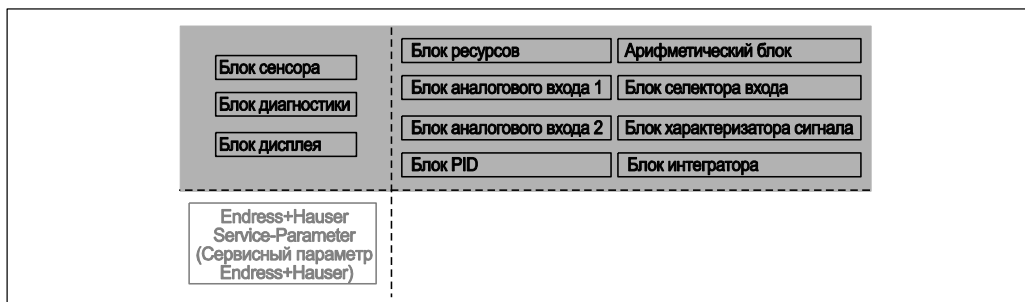 Блок сенсора
Блок диагностики
Блок дисплея
Блок ресурсов
Блок аналогового входа 1
Блок аналогового входа 2
Блок PID
Арифметический блок
Блок селектора входа
Блок характеризатора сигнала
Блок интегратора
Endress+Hauser
Service-Parameter
(Сервисный параметр
Endress+Hauser)